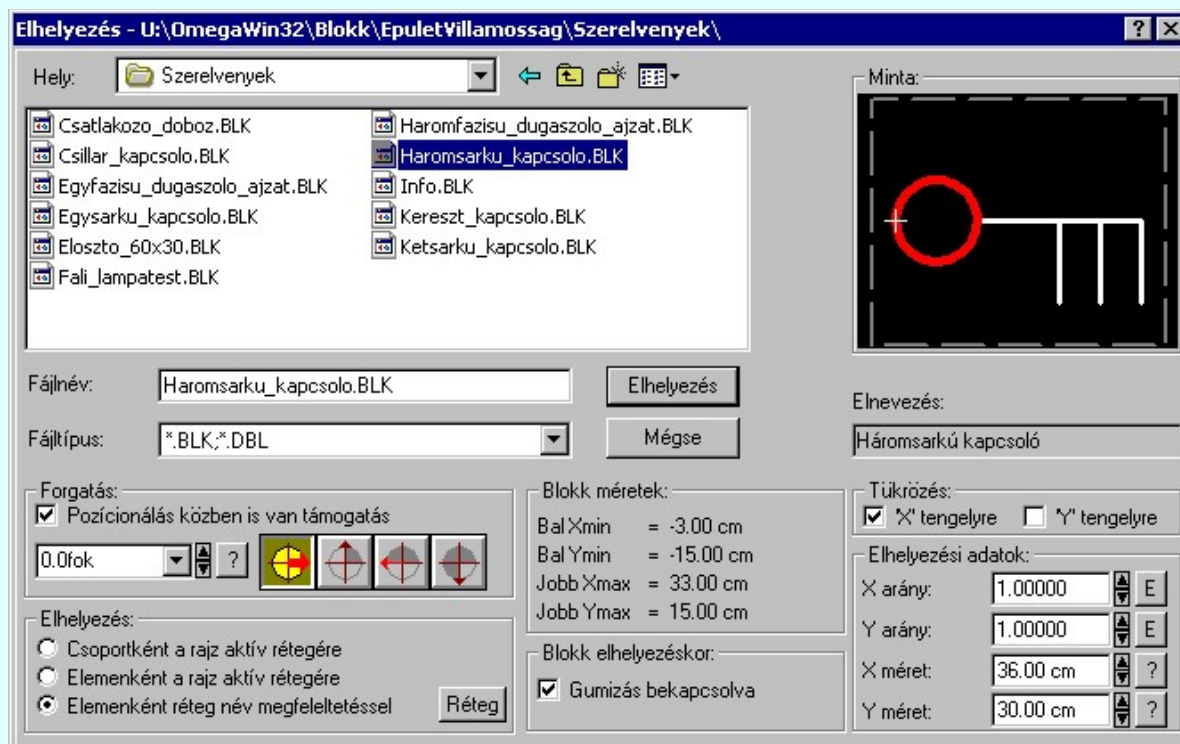 Elhelyezés - U:\OmegaWin32\Blokk\EpuletVillamossag\Szerelvenyek\
Hely: Szerelvenyek
Csatlakozo_doboz.BLK
Csillar_kapcsolo.BLK
Egyfazisu_dugaszolo_ajzat.BLK
Egysarku_kapcsolo.BLK
Eloszto_60x30.BLK
Fali_lampatest.BLK
Haromfazisu_dugaszolo_ajzat.BLK
Haromsarku_kapcsolo.BLK
Info.BLK
Kereszt_kapcsolo.BLK
Ketsarku_kapcsolo.BLK
Minta:
Fájlnév: Haromsarku_kapcsolo.BLK Elhelyezés
Fájltípus: *.BLK;*.DBL Mégse
Elnevezés:
Háromsarkú kapcsoló
Forgatás:
Pozícionálás közben is van támogatás
0.0fok ?
Elhelyezés:
Csoportként a rajz aktív rétegére
Elemenként a rajz aktív rétegére
Elemenként réteg név megfeleltetéssel Réteg
Blokk méretek:
Bal Xmin = -3.00 cm
Bal Ymin = -15.00 cm
Jobb Xmax = 33.00 cm
Jobb Ymax = 15.00 cm
Blokk elhelyezéskor:
Gumizás bekapcsolva
Tükrözés:
'X' tengelyre 'Y' tengelyre
Elhelyezési adatok:
X arány: 1.00000 E
Y arány: 1.00000 E
X méret: 36.00 cm ?
Y méret: 30.00 cm ?